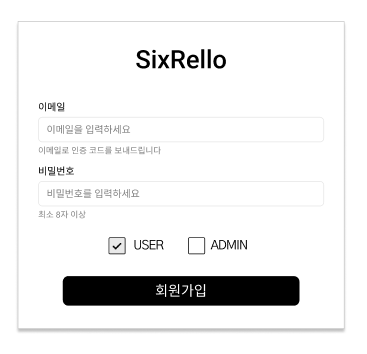 SixRello
이메일
이메일을 입력하세요
이메일로 인증 코드를 보내드립니다
비밀번호
비밀번호를 입력하세요
최소 8자 이상
USER ADMIN
회원가입